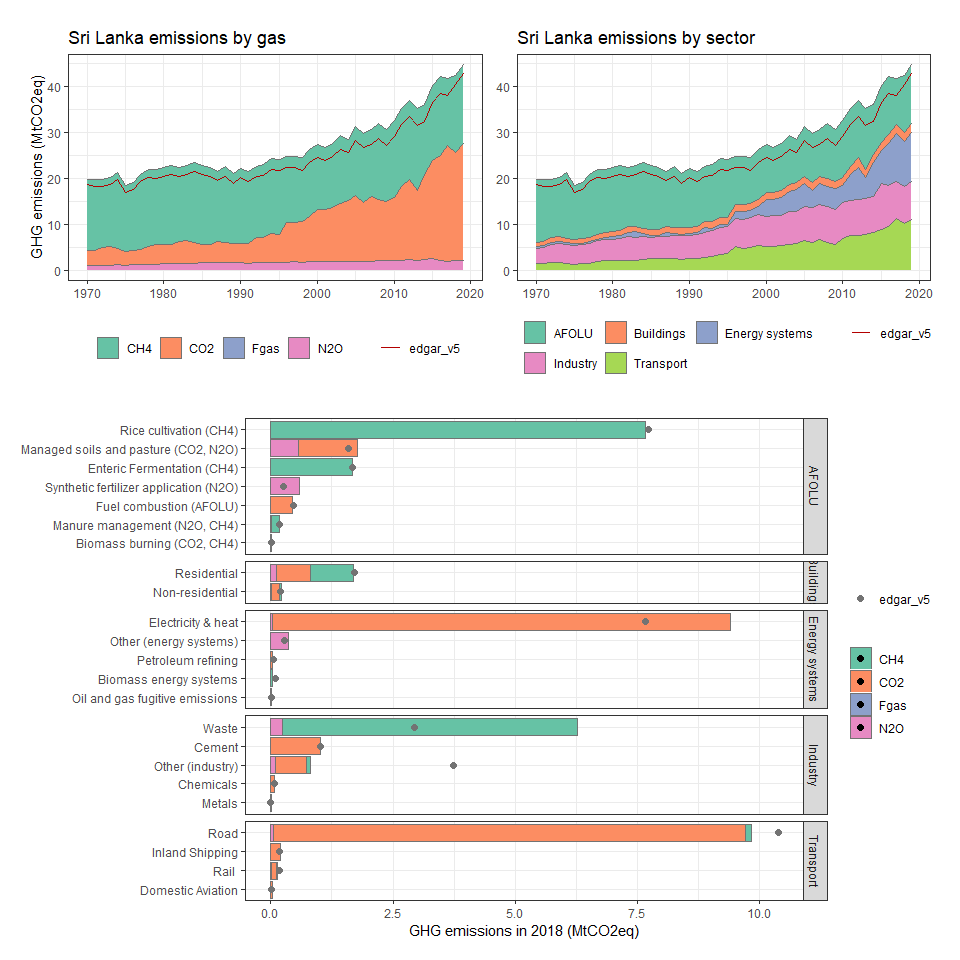 Sri Lanka emissions by gas
GHG emissions (MtCO2eq)
40
30
20
10
0
1970 1980 1990 2000 2010 2020
CH4 CO2 Fgas N2O edgar_v5
Sri Lanka emissions by sector
40
30
20
10
0
1970 1980 1990 2000 2010 2020
AFOLU Buildings Energy systems edgar_v5
Industry Transport
Rice cultivation (CH4)
Managed soils and pasture (CO2, N2O)
Enteric Fermentation (CH4)
Synthetic fertilizer application (N2O)
Fuel combustion (AFOLU)
Manure management (N2O, CH4)
Biomass burning (CO2, CH4)
AFOLU
Residential
Non-residential
Building
Electricity & heat
Other (energy systems)
Petroleum refining
Biomass energy systems
Oil and gas fugitive emissions
Energy systems
Waste
Cement
Other (industry)
Chemicals
Metals
Industry
Road
Inland Shipping
Rail
Domestic Aviation
Transport
0.0 2.5 5.0 7.5 10.0
GHG emissions in 2018 (MtCO2eq)
edgar_v5
CH4
CO2
Fgas
N2O